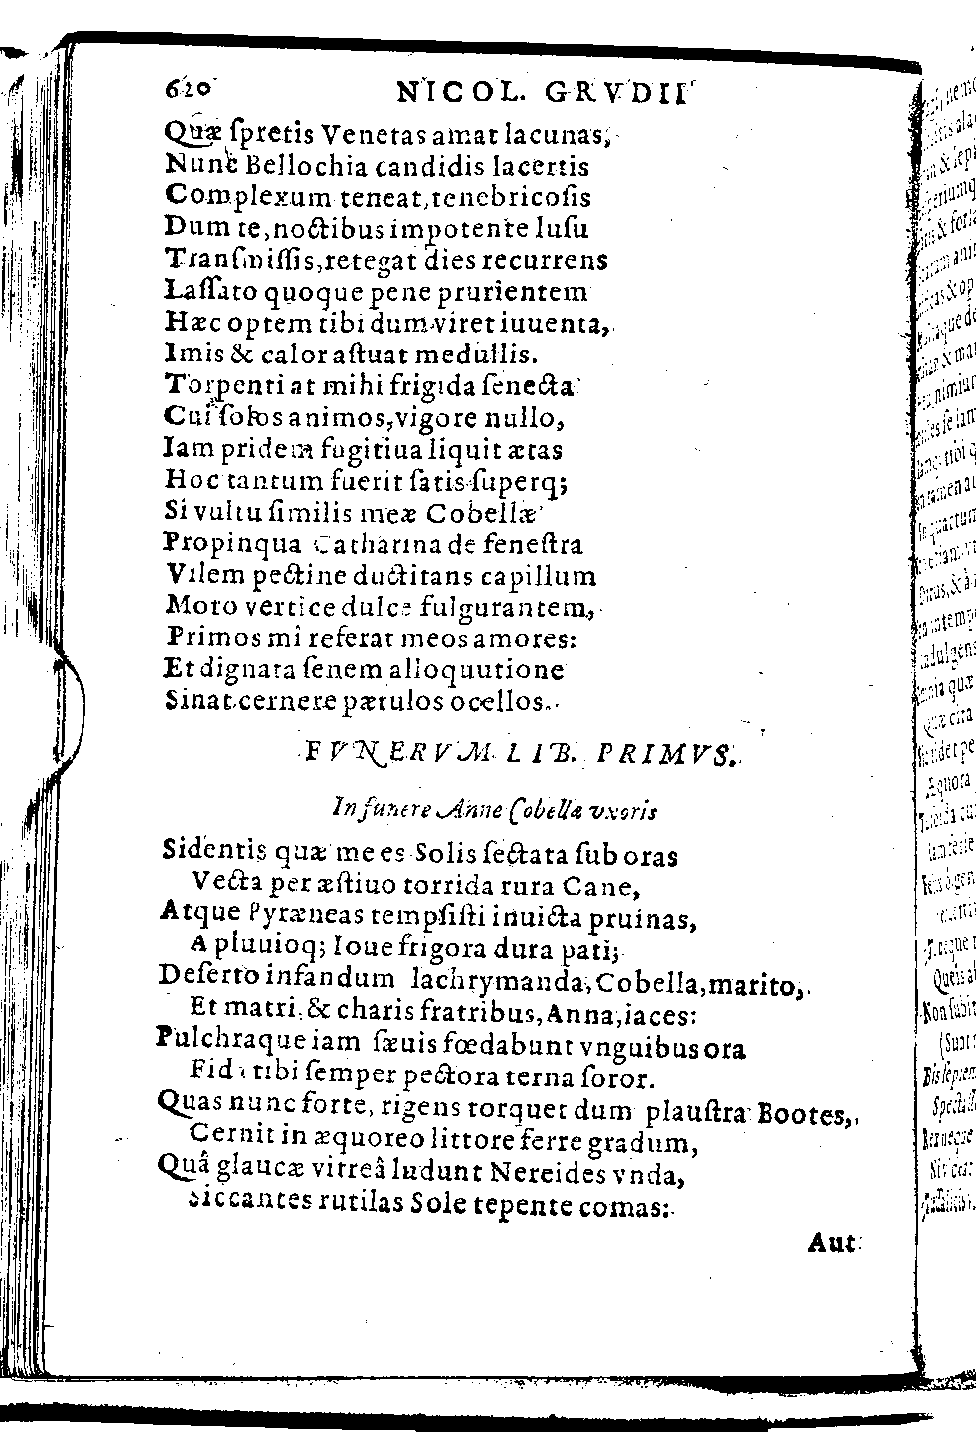 620 NICOL. GRVDII
Quæ ſpretis Venetas amat lacunas,
Nunc Bellochia candidis lacertis
Complexum teneat, tenebricoſis
Dum te, noctibus impotente luſu
Tranſmiſſis, retegat dies recurrens
Laſſato quoque pene prurientem
Hæc optem tibi dum viret iuuenta,
Imis & calor aſtuat medullis.
Torpenti at mihi frigida ſenecta
Cui ſolos animos, vigore nullo,
Iam pridem fugitiua liquit ætas
Hoc tantum fuerit ſatis ſuperq;
Si vultu ſimilis meæ Cobellæ
Propinqua Catharina de feneſtra
Vilem pectine ductitans capillum
Moto vertice dulce fulgurantem,
Primos mî referat meos amores:
Et dignata ſenem alloquutione
Sinat cernere pætulos ocellos.
FVNERVM LIB. PRIMVS.
In funere Anne Cobellæ vxoris
Sidentis quæ me es Solis ſectata ſub oras
Vecta per æſtiuo torrida rura Cane,
Atque Pyræneas tempſiſti inuicta pruinas,
A pluuioq; Ioue frigora dura pati;
Deſerto infandum lachrymanda, Cobella, marito,
Et matri, & charis fratribus, Anna, iaces:
Pulchraque iam ſæuis fœdabunt vnguibus ora
Fida tibi ſemper pectora terna ſoror.
Quas nunc forte, rigens torquet dum plauſtra Bootes,
Cernit in æquoreo littore ferre gradum,
Quâ glaucæ vitreâ ludunt Nereides vnda,
Siccantes rutilas Sole tepente comas:
Aut